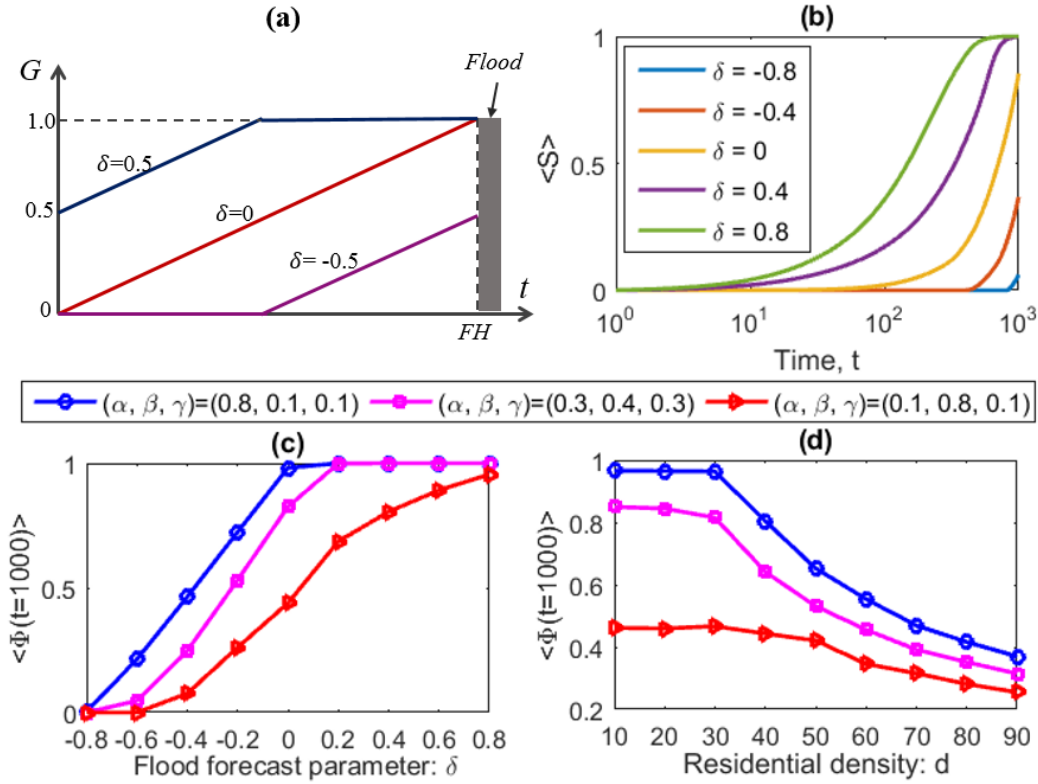 (a)
G
Flood
1.0
δ=0.5
0.5
δ=0
δ= -0.5
0
t
FH
(b)
1
0.5
0
<S>
δ = -0.8
δ = -0.4
δ = 0
δ = 0.4
δ = 0.8
10^0 10^1 10^2 10^3
Time, t
(α, β, γ)=(0.8, 0.1, 0.1) (α, β, γ)=(0.3, 0.4, 0.3) (α, β, γ)=(0.1, 0.8, 0.1)
(c)
1
0.5
0
<Φ(t=1000)>
-0.8 -0.6 -0.4 -0.2 0 0.2 0.4 0.6 0.8
Flood forecast parameter: δ
(d)
1
0.8
0.6
0.4
0.2
<Φ(t=1000)>
10 20 30 40 50 60 70 80 90
Residential density: d